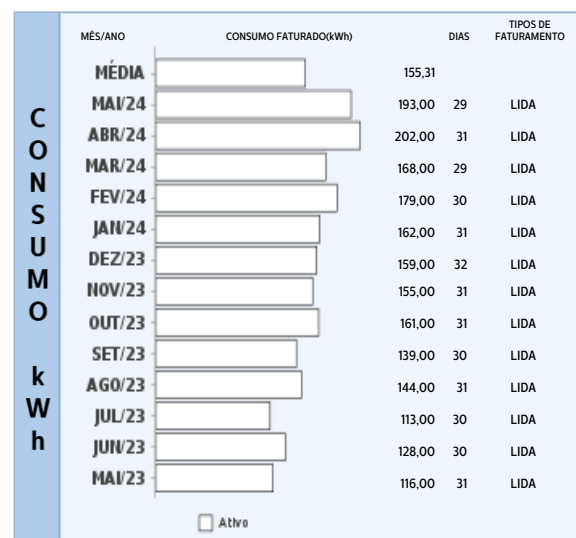 MÊS/ANO CONSUMO FATURADO(kWh) DIAS TIPOS DE FATURAMENTO
CONSUMO kWh
MÉDIA 155,31
MAI/24 193,00 29 LIDA
ABR/24 202,00 31 LIDA
MAR/24 168,00 29 LIDA
FEV/24 179,00 30 LIDA
JAN/24 162,00 31 LIDA
DEZ/23 159,00 32 LIDA
NOV/23 155,00 31 LIDA
OUT/23 161,00 31 LIDA
SET/23 139,00 30 LIDA
AGO/23 144,00 31 LIDA
JUL/23 113,00 30 LIDA
JUN/23 128,00 30 LIDA
MAI/23 116,00 31 LIDA
Ativo